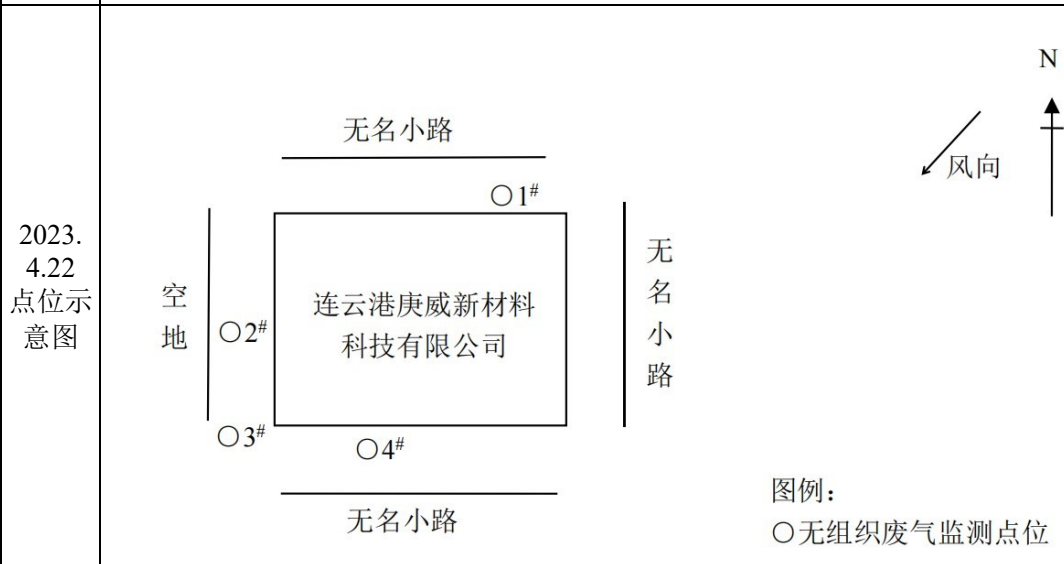 2023.
4.22
点位示
意图
N
无名小路
风向
○1#
无名小路
空地
连云港庚威新材料
科技有限公司
○2#
○3#
○4#
无名小路
图例：
○无组织废气监测点位